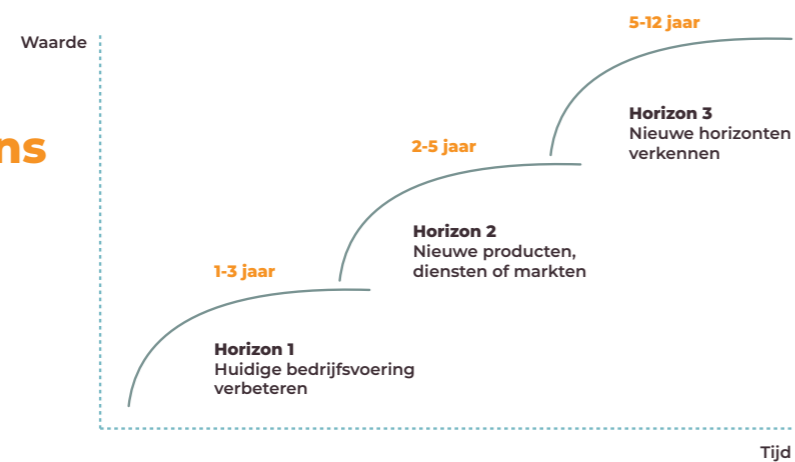 5-12 jaar
Waarde
Horizon 3
Nieuwe horizonten
verkennen
ns
2-5 jaar
Horizon 2
Nieuwe producten,
diensten of markten
1-3 jaar
Horizon 1
Huidige bedrijfsvoering
verbeteren
Tijd